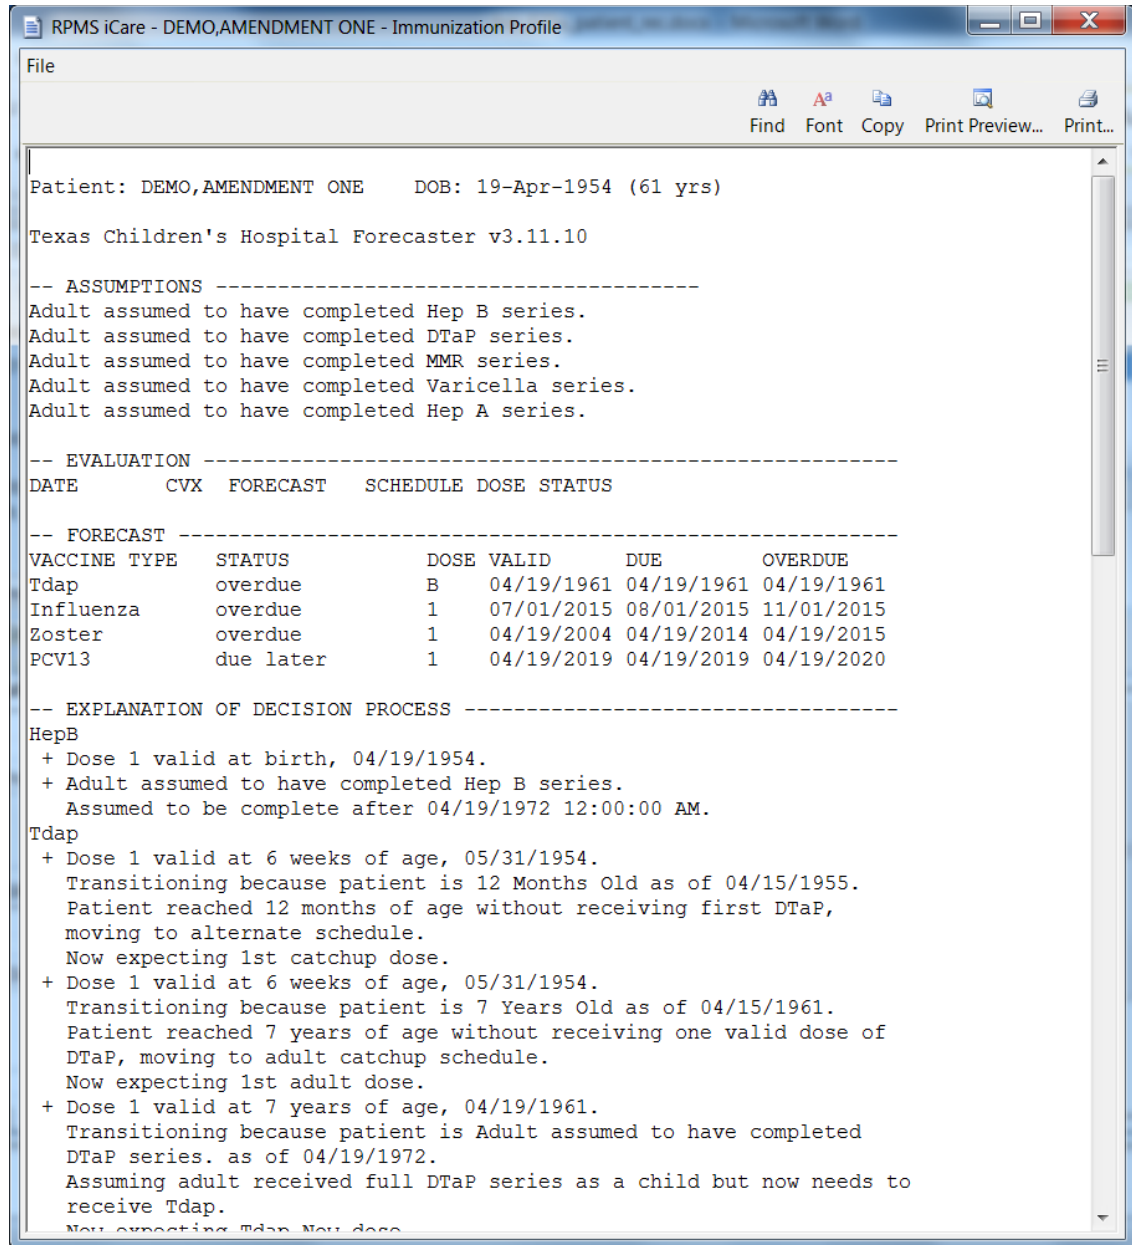 RPMS iCare - DEMO,AMENDMENT ONE - Immunization Profile
File
Find Font Copy Print Preview... Print...
Patient: DEMO,AMENDMENT ONE    DOB: 19-Apr-1954 (61 yrs)
Texas Children's Hospital Forecaster v3.11.10
-- ASSUMPTIONS ---------------------------------------
Adult assumed to have completed Hep B series.
Adult assumed to have completed DTaP series.
Adult assumed to have completed MMR series.
Adult assumed to have completed Varicella series.
Adult assumed to have completed Hep A series.
-- EVALUATION --------------------------------------------------------
DATE       CVX  FORECAST   SCHEDULE DOSE STATUS
-- FORECAST ----------------------------------------------------------
VACCINE TYPE   STATUS           DOSE VALID      DUE        OVERDUE
Tdap           overdue          B    04/19/1961 04/19/1961 04/19/1961
Influenza      overdue          1    07/01/2015 08/01/2015 11/01/2015
Zoster         overdue          1    04/19/2004 04/19/2014 04/19/2015
PCV13          due later        1    04/19/2019 04/19/2019 04/19/2020
-- EXPLANATION OF DECISION PROCESS -----------------------------------
HepB
+ Dose 1 valid at birth, 04/19/1954.
+ Adult assumed to have completed Hep B series.
Assumed to be complete after 04/19/1972 12:00:00 AM.
Tdap
+ Dose 1 valid at 6 weeks of age, 05/31/1954.
Transitioning because patient is 12 Months Old as of 04/15/1955.
Patient reached 12 months of age without receiving first DTaP,
moving to alternate schedule.
Now expecting 1st catchup dose.
+ Dose 1 valid at 6 weeks of age, 05/31/1954.
Transitioning because patient is 7 Years Old as of 04/15/1961.
Patient reached 7 years of age without receiving one valid dose of
DTaP, moving to adult catchup schedule.
Now expecting 1st adult dose.
+ Dose 1 valid at 7 years of age, 04/19/1961.
Transitioning because patient is Adult assumed to have completed
DTaP series. as of 04/19/1972.
Assuming adult received full DTaP series as a child but now needs to
receive Tdap.
Now expecting Tdap Now dose